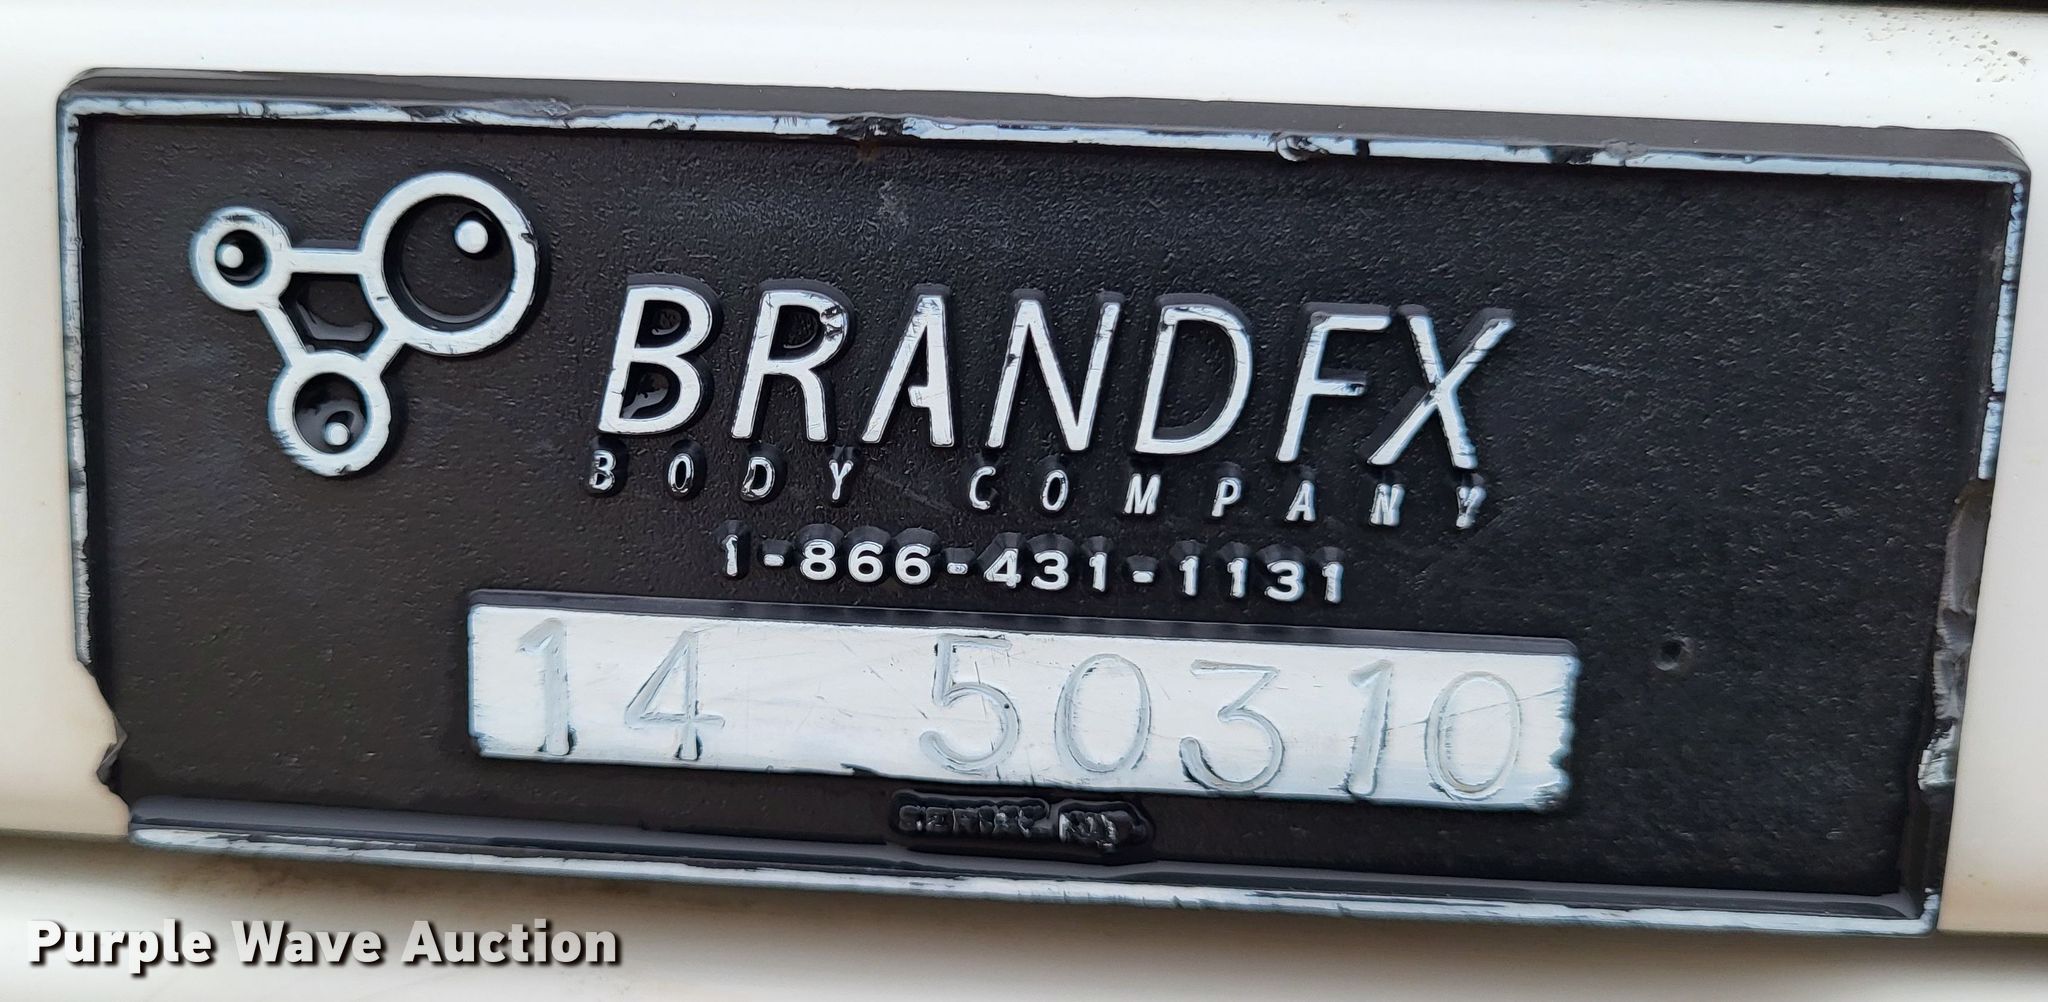 BRANDFX
BODY COMPANY
1-866-431-1131
14 50310
Purple Wave Auction